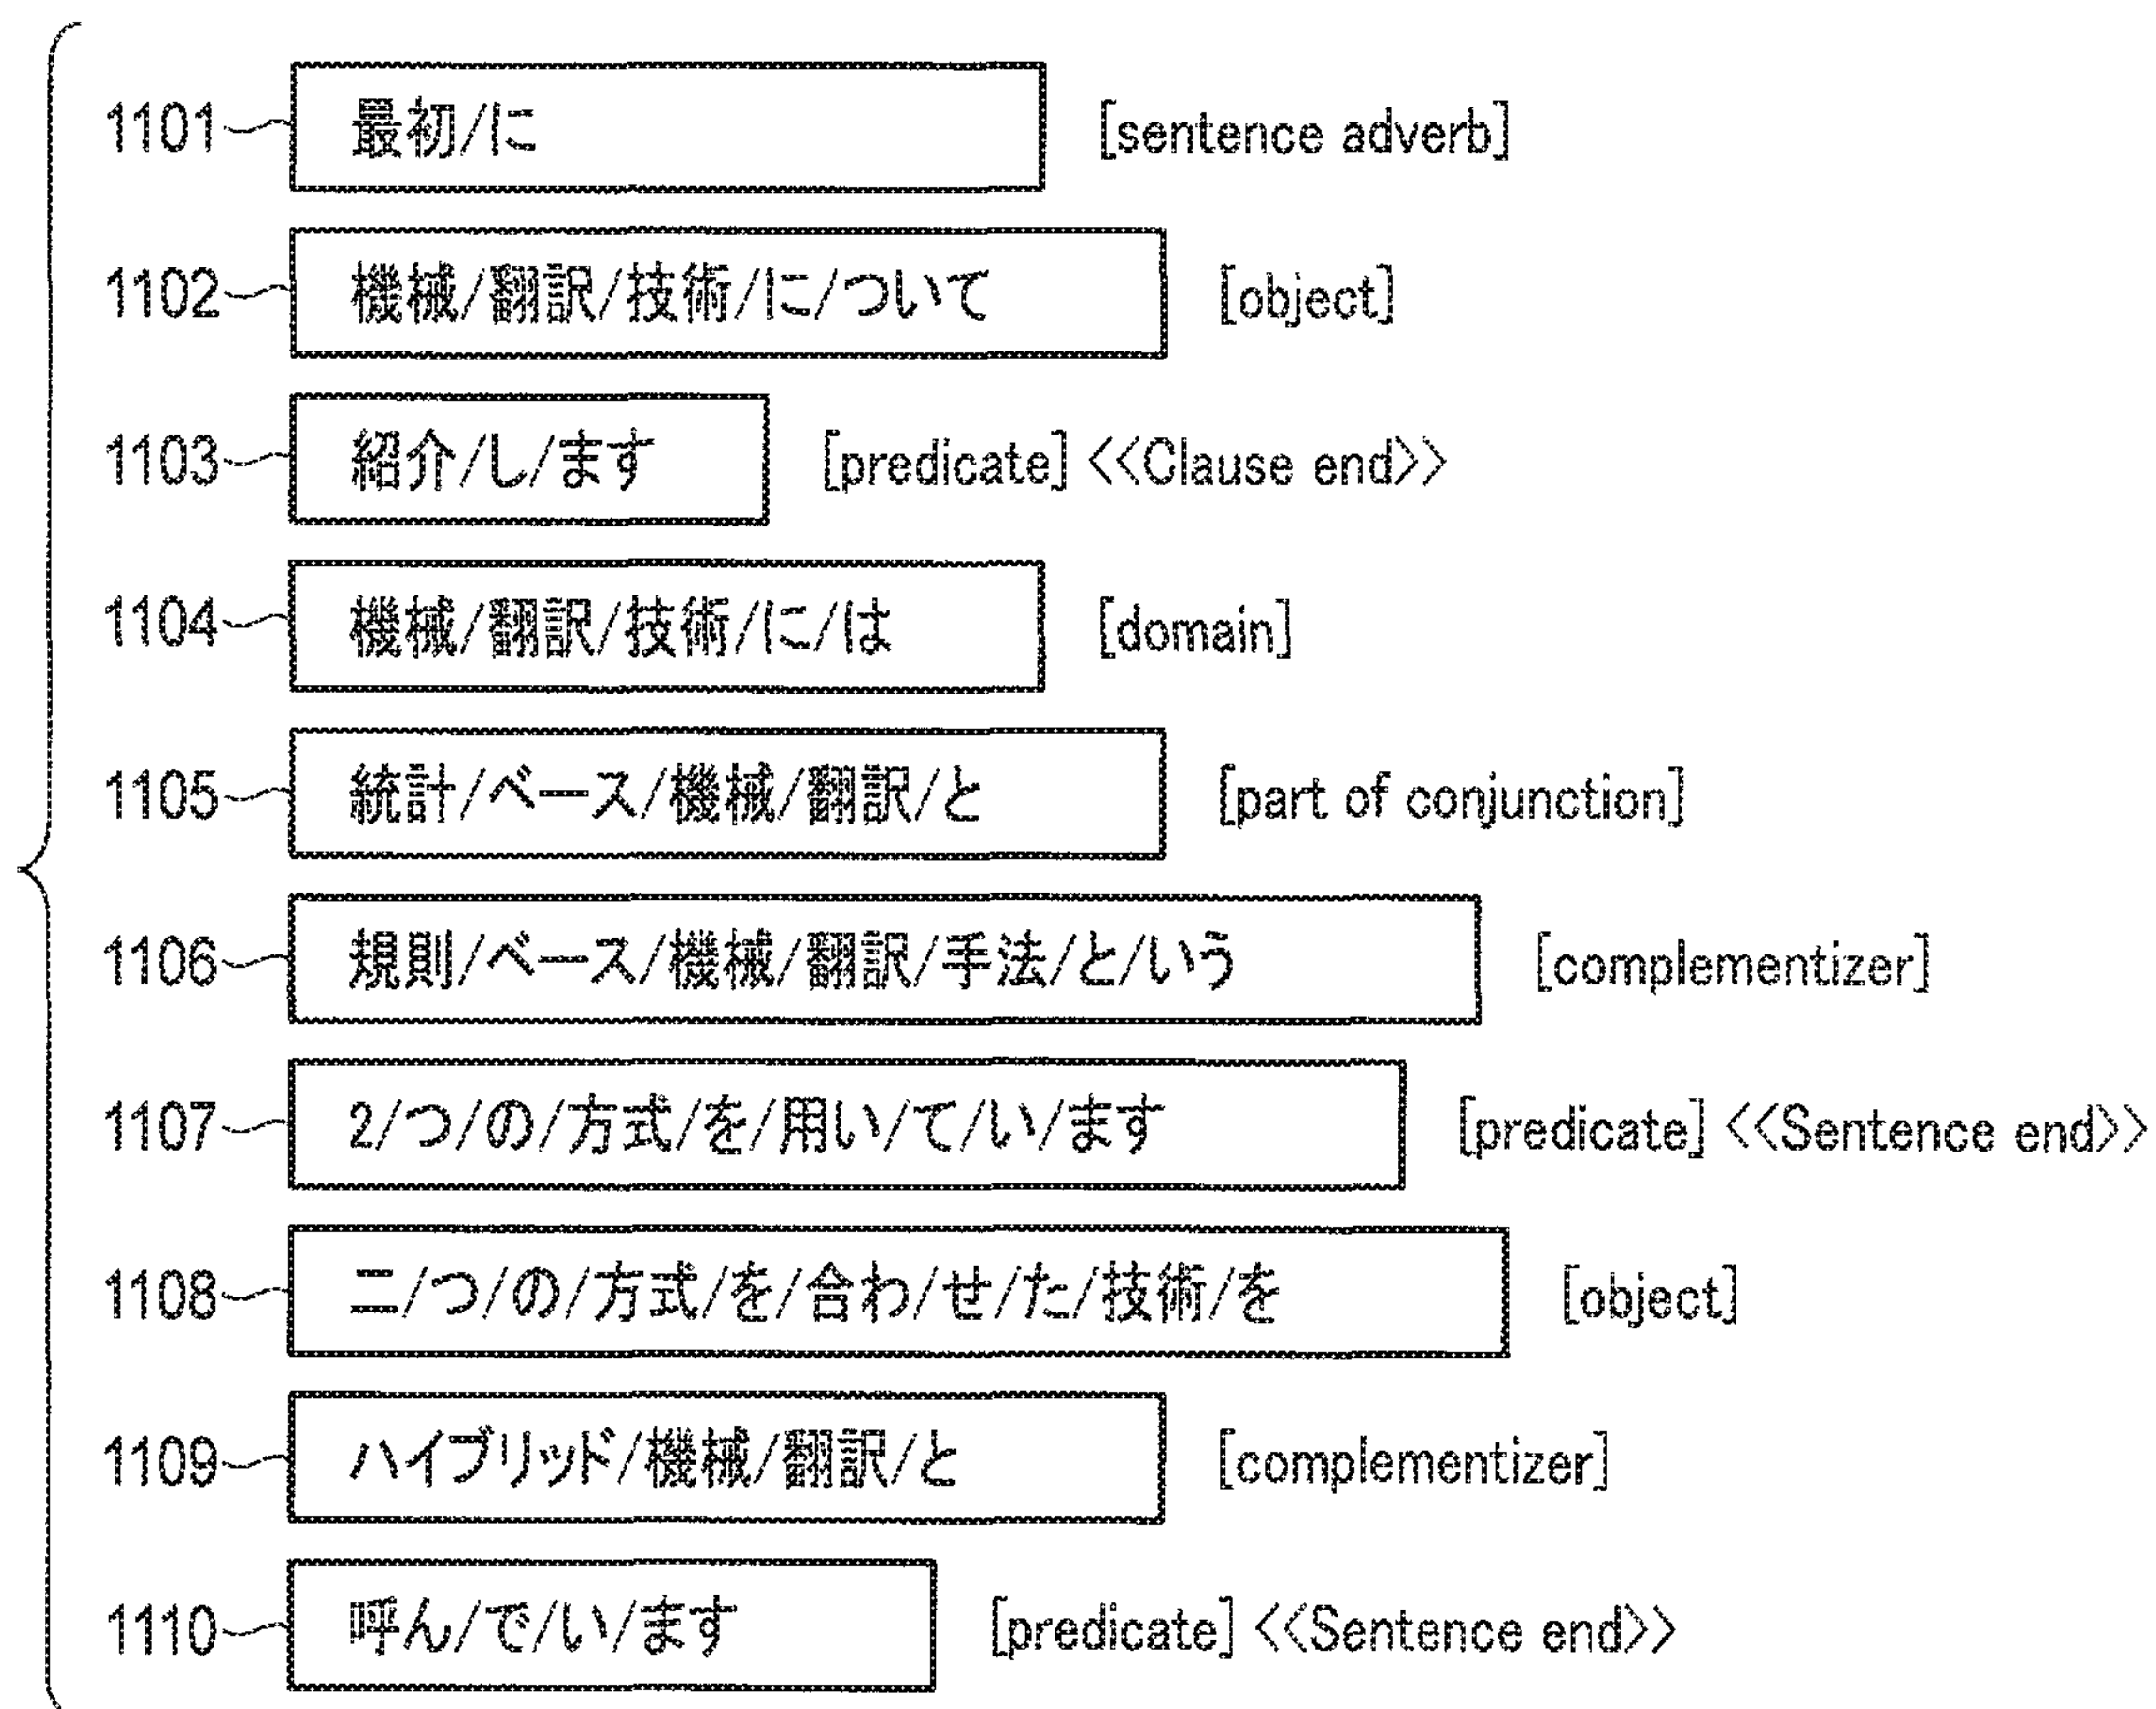 1101 最初/に [sentence adverb]
1102 機械/翻訳/技術/に/ついて [object]
1103 紹介/し/ます [predicate] <<Clause end>>
1104 機械/翻訳/技術/に/は [domain]
1105 統計/ベース/機械/翻訳/と [part of conjunction]
1106 規則/ベース/機械/翻訳/手法/と/いう [complementizer]
1107 2/つ/の/方式/を/用い/て/い/ます [predicate] <<Sentence end>>
1108 二/つ/の/方式/を/合わ/せ/た/技術/を [object]
1109 ハイブリッド/機械/翻訳/と [complementizer]
1110 呼ん/で/い/ます [predicate] <<Sentence end>>